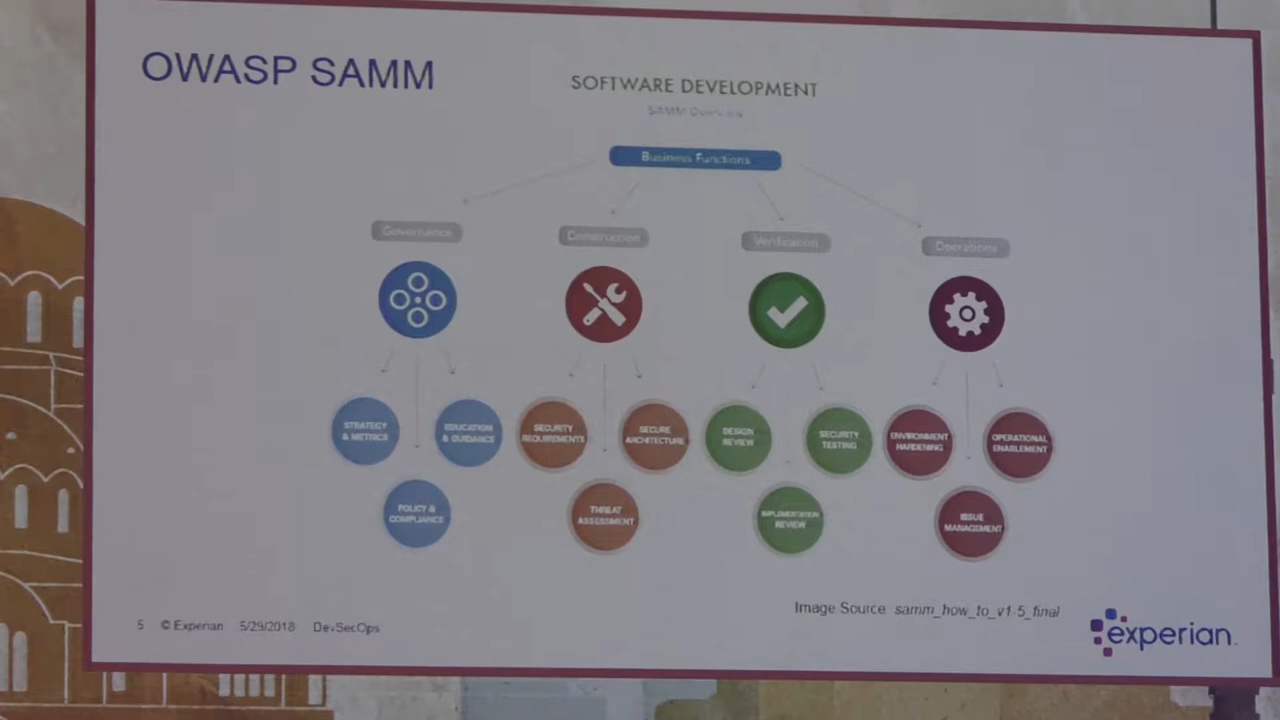 OWASP SAMM
SOFTWARE DEVELOPMENT
SAMM Overview
Business Functions
Governance
Construction
Verification
Operations
STRATEGY
& METRICS
EDUCATION
& GUIDANCE
SECURITY
REQUIREMENTS
SECURE
ARCHITECTURE
DESIGN
REVIEW
SECURITY
TESTING
ENVIRONMENT
HARDENING
OPERATIONAL
ENABLEMENT
POLICY &
COMPLIANCE
THREAT
ASSESSMENT
IMPLEMENTATION
REVIEW
ISSUE
MANAGEMENT
Image Source samm_how_to_v1-5_final
5 © Experian 5/29/2018 DevSecOps
experian.